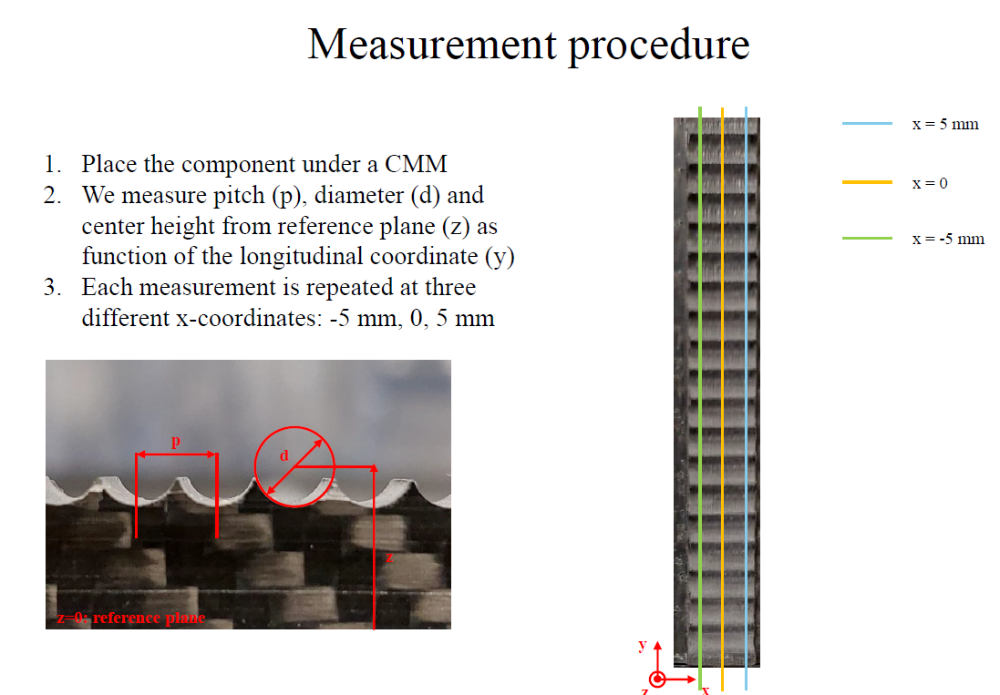 Measurement procedure
1. Place the component under a CMM
2. We measure pitch (p), diameter (d) and
center height from reference plane (z) as
function of the longitudinal coordinate (y)
3. Each measurement is repeated at three
different x-coordinates: -5 mm, 0, 5 mm
p
d
z
z=0: reference plane
x = 5 mm
x = 0
x = -5 mm
y
z
x